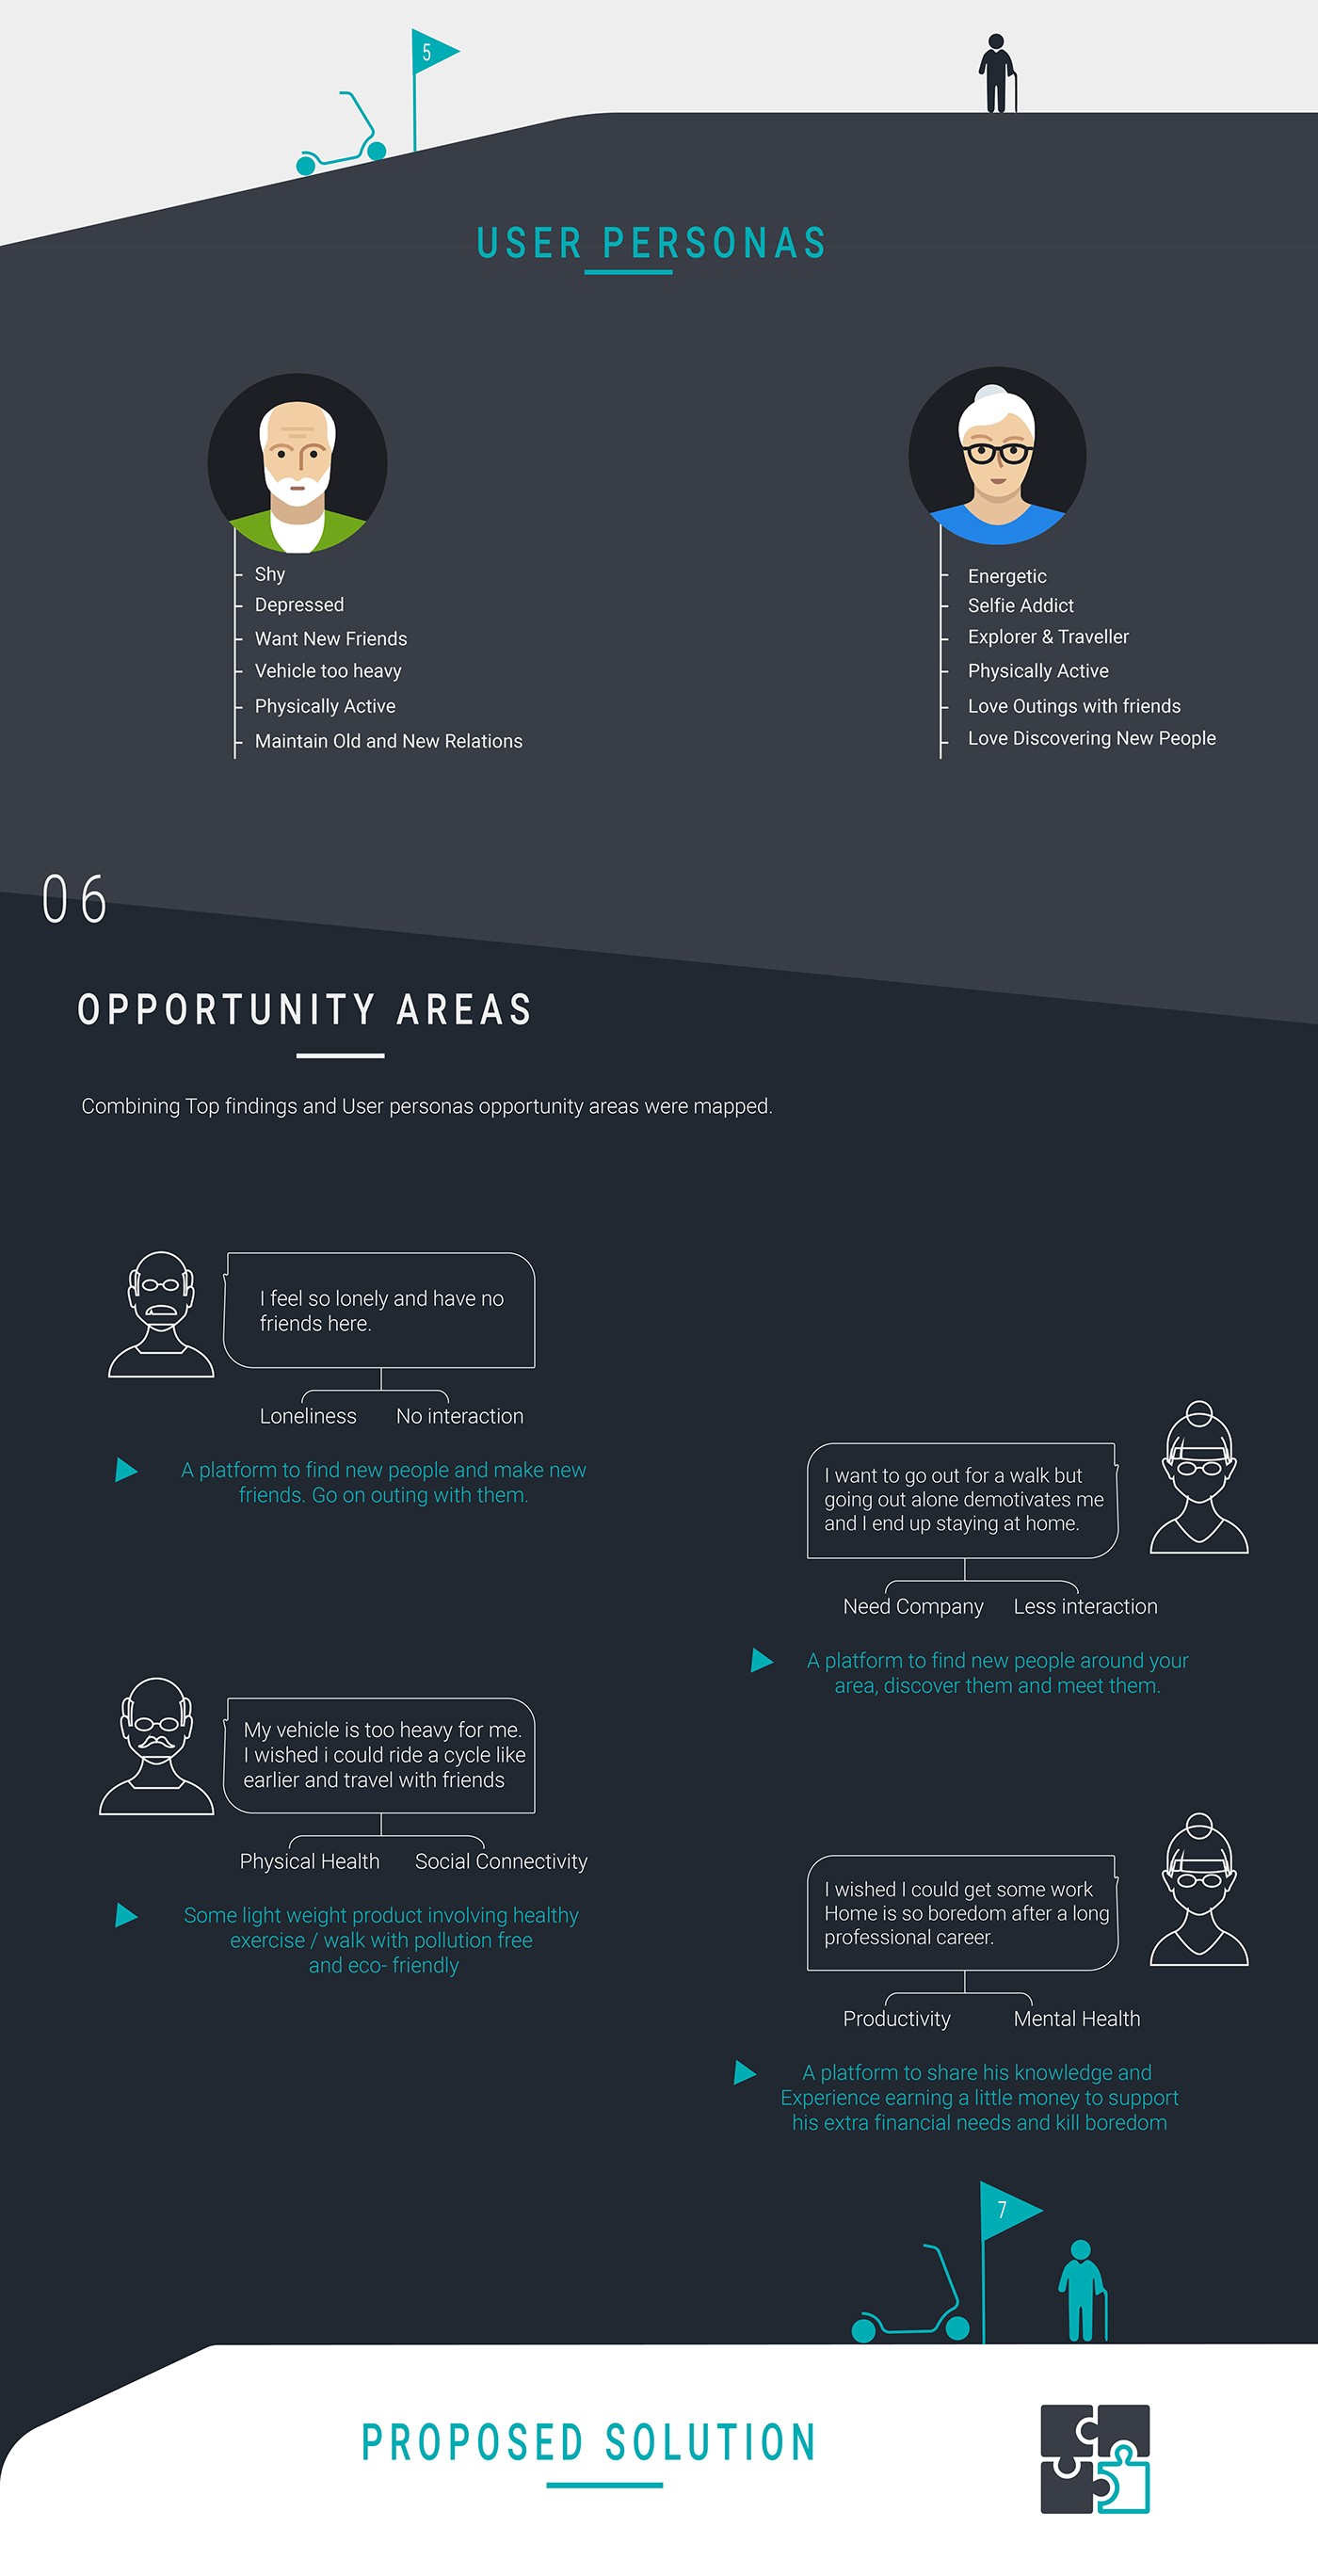 5
USER PERSONAS
Shy
Depressed
Want New Friends
Vehicle too heavy
Physically Active
Maintain Old and New Relations
Energetic
Selfie Addict
Explorer & Traveller
Physically Active
Love Outings with friends
Love Discovering New People
06
OPPORTUNITY AREAS
Combining Top findings and User personas opportunity areas were mapped.
I feel so lonely and have no
friends here.
Loneliness
No interaction
A platform to find new people and make new
friends. Go on outing with them.
I want to go out for a walk but
going out alone demotivates me
and I end up staying at home.
Need Company
Less interaction
A platform to find new people around your
area, discover them and meet them.
My vehicle is too heavy for me.
I wished i could ride a cycle like
earlier and travel with friends
Physical Health
Social Connectivity
Some light weight product involving healthy
exercise / walk with pollution free
and eco- friendly
I wished I could get some work
Home is so boredom after a long
professional career.
Productivity
Mental Health
A platform to share his knowledge and
Experience earning a little money to support
his extra financial needs and kill boredom
7
PROPOSED SOLUTION